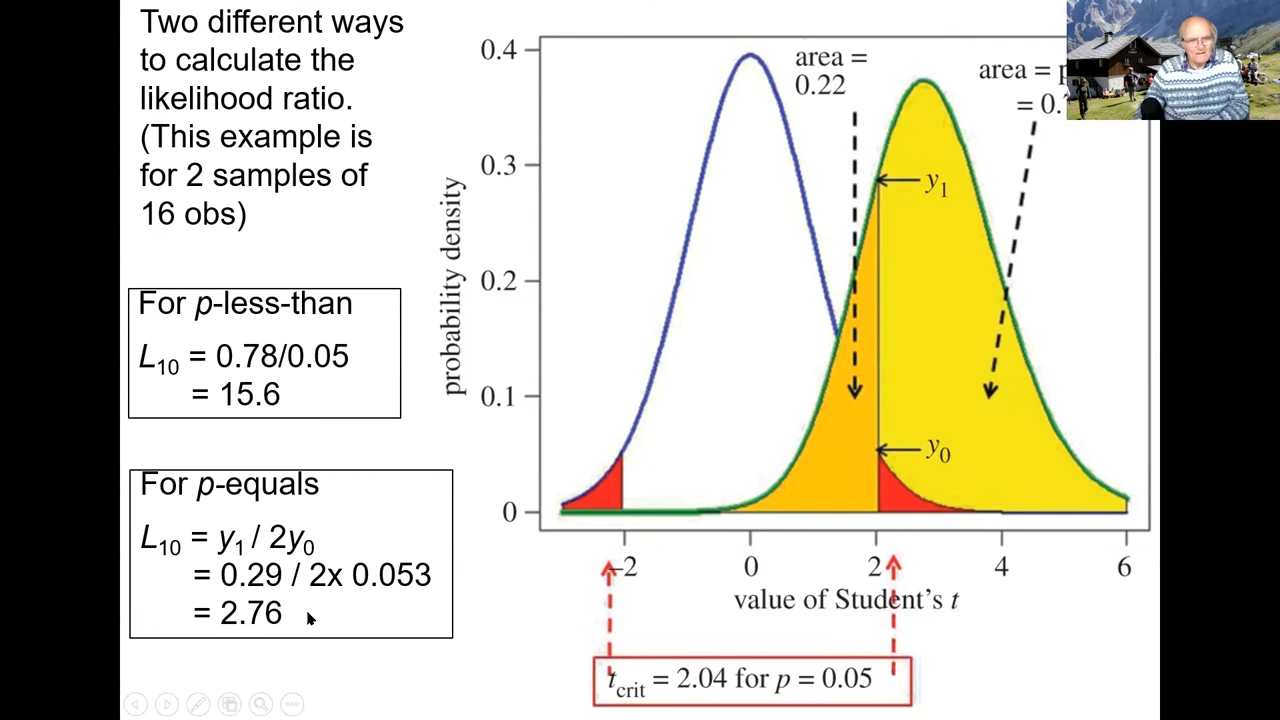 Two different ways
to calculate the
likelihood ratio.
(This example is
for 2 samples of
16 obs)
For p-less-than
L10 = 0.78/0.05
= 15.6
For p-equals
L10 = y1 / 2y0
= 0.29 / 2x 0.053
= 2.76
probability density
0.4
0.3
0.2
0.1
0
area =
0.22
area =
= 0.
y1
y0
−2
0
2
4
6
value of Student's t
tcrit = 2.04 for p = 0.05